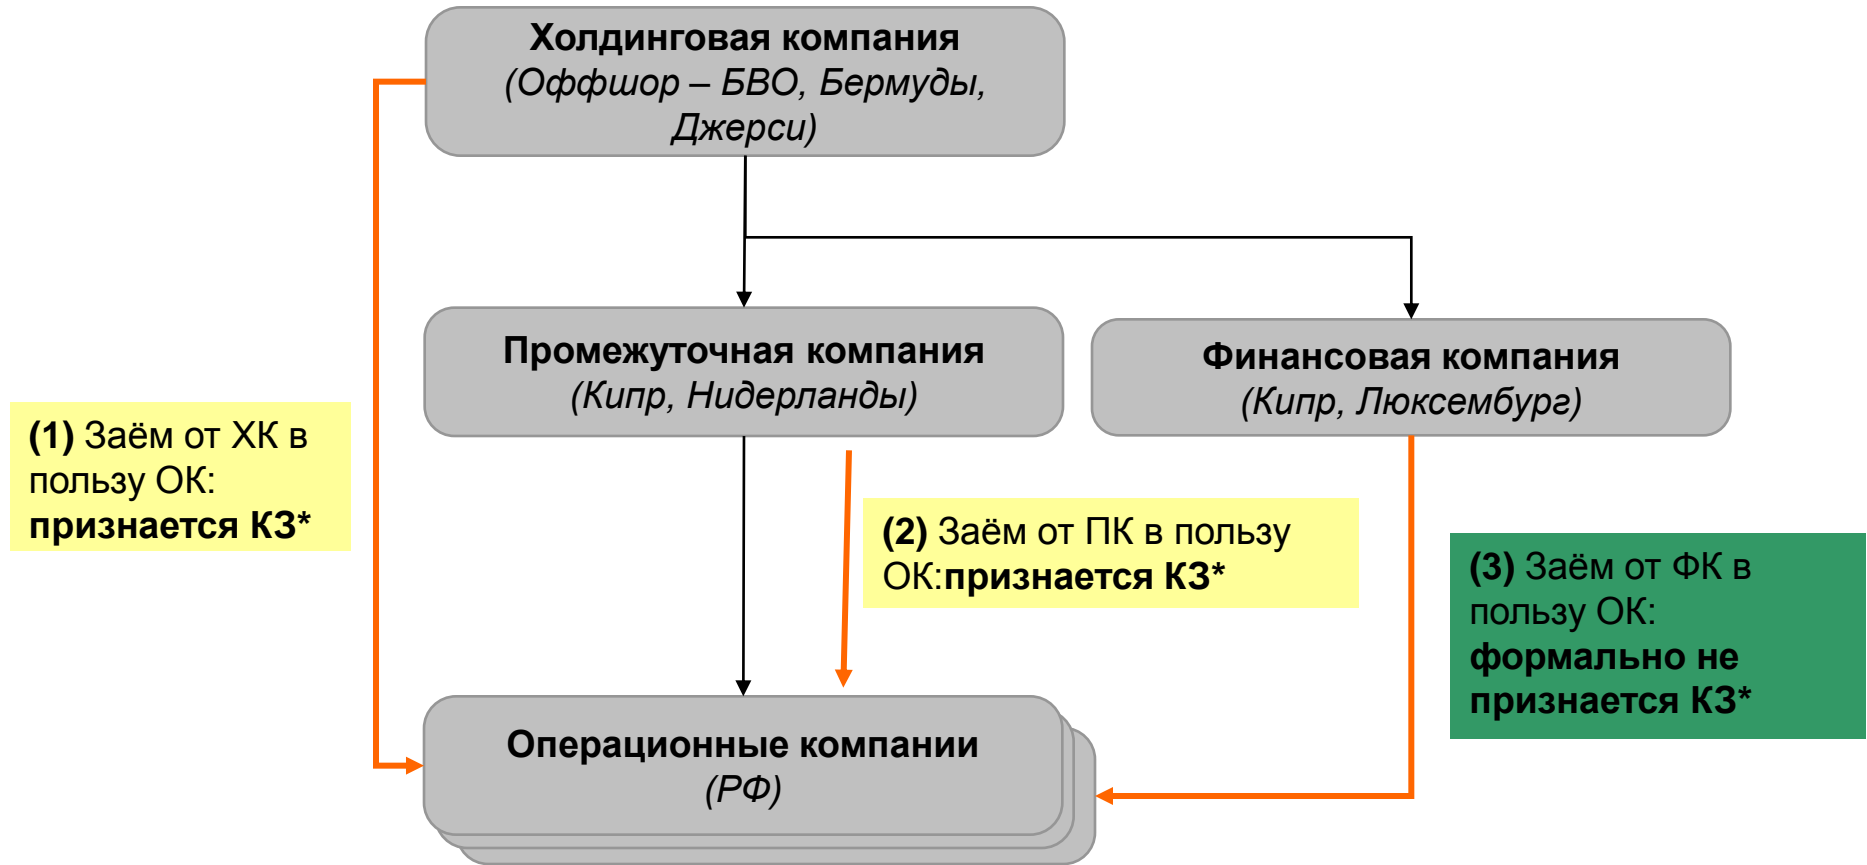 Холдинговая компания
(Оффшор – БВО, Бермуды,
Джерси)
Промежуточная компания
(Кипр, Нидерланды)
Финансовая компания
(Кипр, Люксембург)
(1) Заём от ХК в
пользу ОК:
признается КЗ*
(2) Заём от ПК в пользу
ОК:признается КЗ*
(3) Заём от ФК в
пользу ОК:
формально не
признается КЗ*
Операционные компании
(РФ)